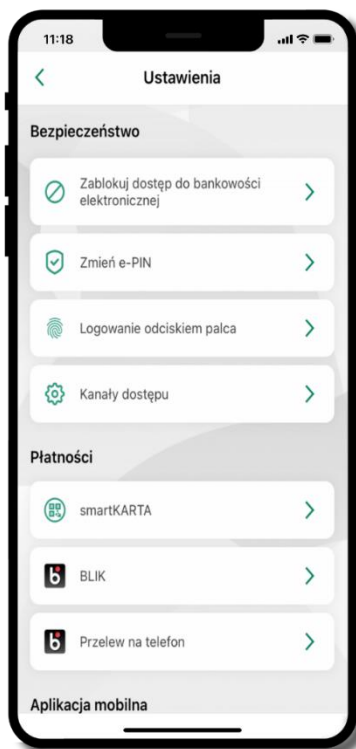 11:18
Ustawienia
Bezpieczeństwo
Zablokuj dostęp do bankowości
elektronicznej
Zmień e-PIN
Logowanie odciskiem palca
Kanały dostępu
Płatności
smartKARTA
BLIK
Przelew na telefon
Aplikacja mobilna